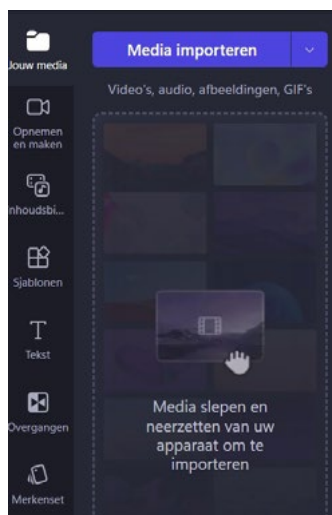 Jouw media
Media importeren
Video's, audio, afbeeldingen, GIF's
Opnemen
en maken
nhoudsbi...
Sjablonen
Tekst
Overgangen
Merkenset
Media slepen en
neerzetten van uw
apparaat om te
importeren